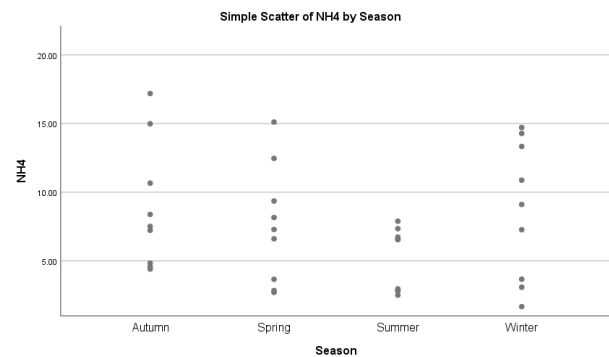 Simple Scatter of NH4 by Season
20.00
15.00
10.00
5.00
NH4
Autumn
Spring
Summer
Winter
Season